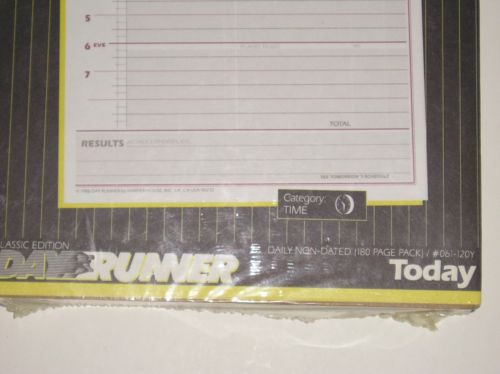 5
6 EVE
7
TOTAL
RESULTS
Category:
TIME
CLASSIC EDITION
DAILY NON-DATED (180 PAGE PACK) / #061-120Y
DAY RUNNER
Today